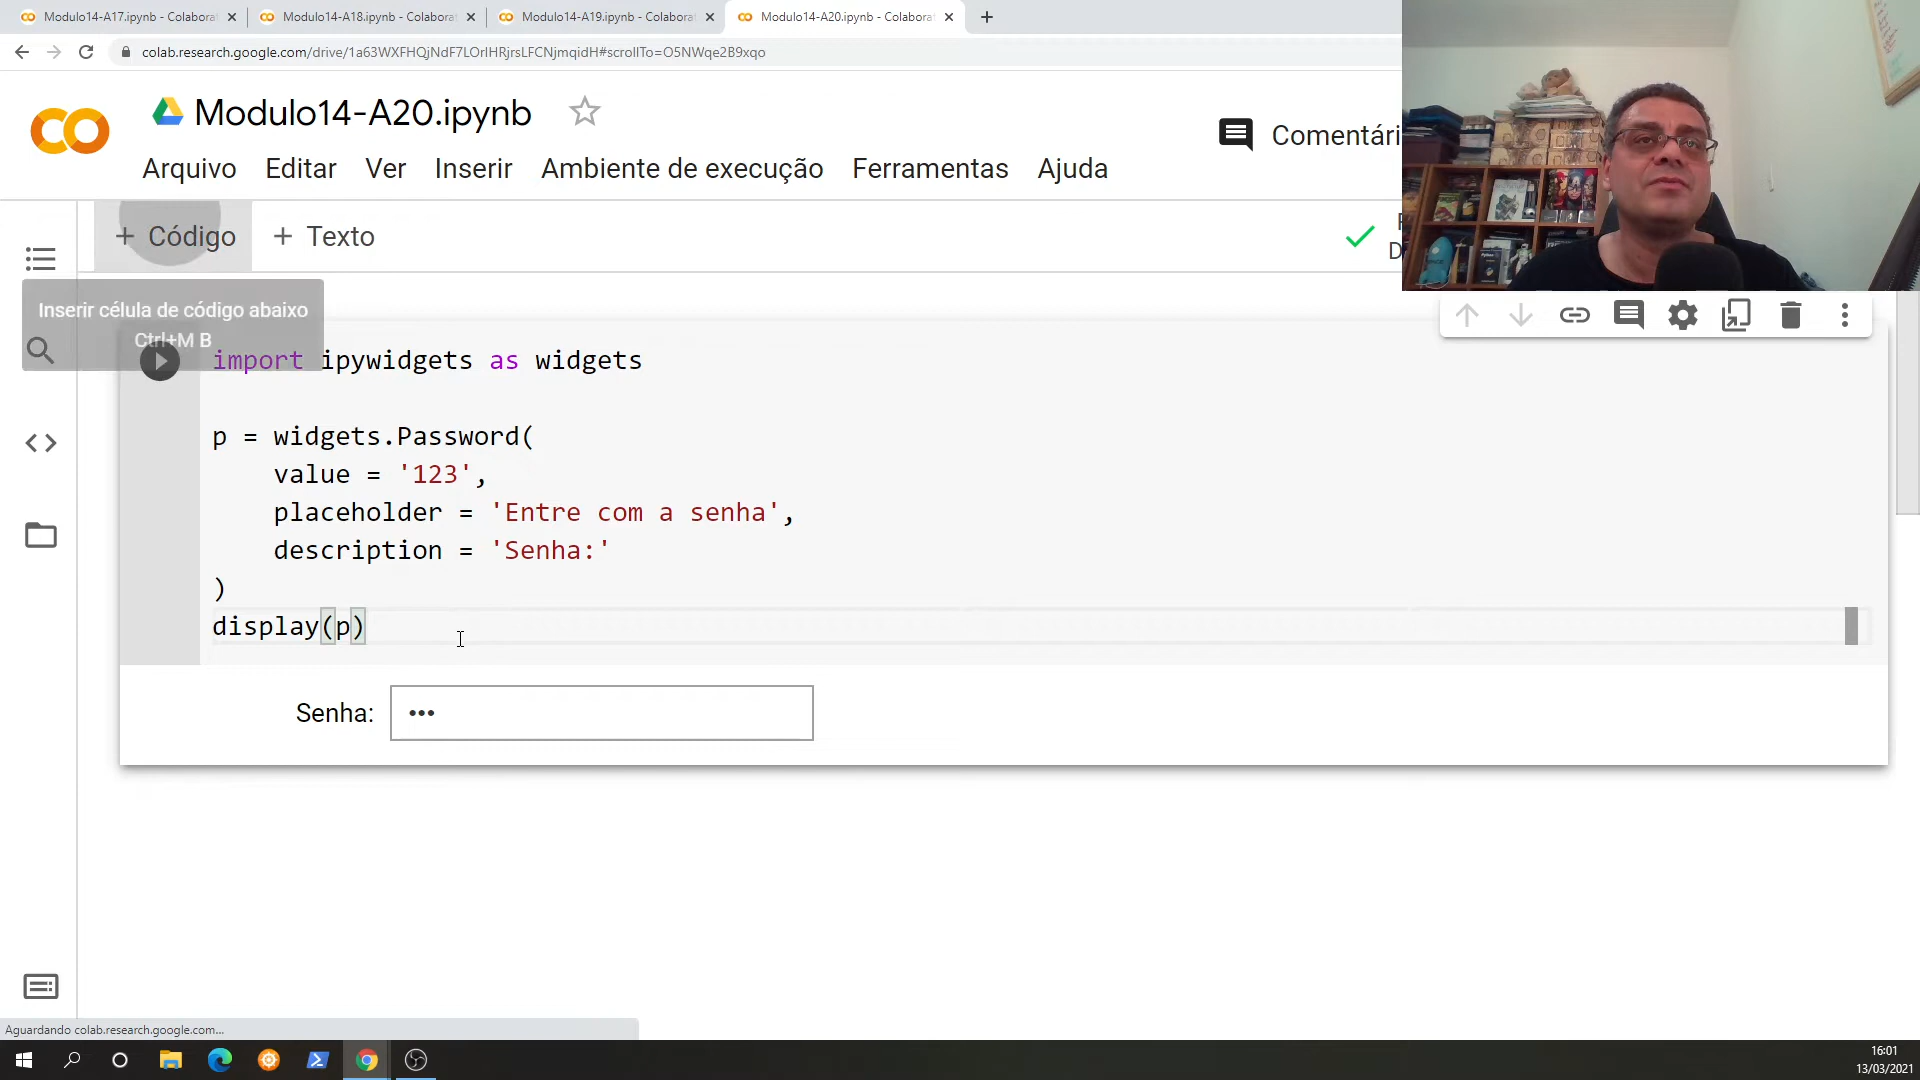 Modulo14-A17.ipynb - Colabora
Modulo14-A18.ipynb - Colabora
Modulo14-A19.ipynb - Colabora
Modulo14-A20.ipynb - Colabora
colab.research.google.com/drive/1a63WXFHQjNdF7LOrlHRjrsLFCNjmqidH#scrollTo=O5NWqe2B9xqo
Modulo14-A20.ipynb
Comentári
Arquivo Editar Ver Inserir Ambiente de execução Ferramentas Ajuda
+ Código + Texto
Inserir célula de código abaixo
Ctrl+M B
import ipywidgets as widgets
p = widgets.Password(
value = '123',
placeholder = 'Entre com a senha',
description = 'Senha:'
)
display(p)
Senha: •••
Aguardando colab.research.google.com...
16:01
13/03/2021